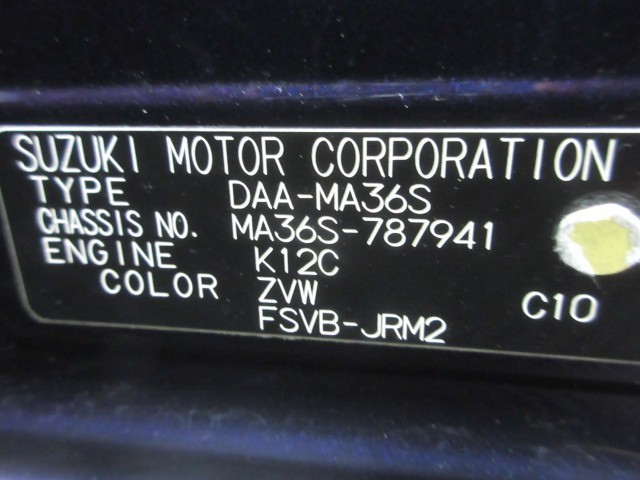 SUZUKI MOTOR CORPORATION
TYPE DAA-MA36S
CHASSIS NO. MA36S-787941
ENGINE K12C
COLOR ZVW C10
FSVB-JRM2